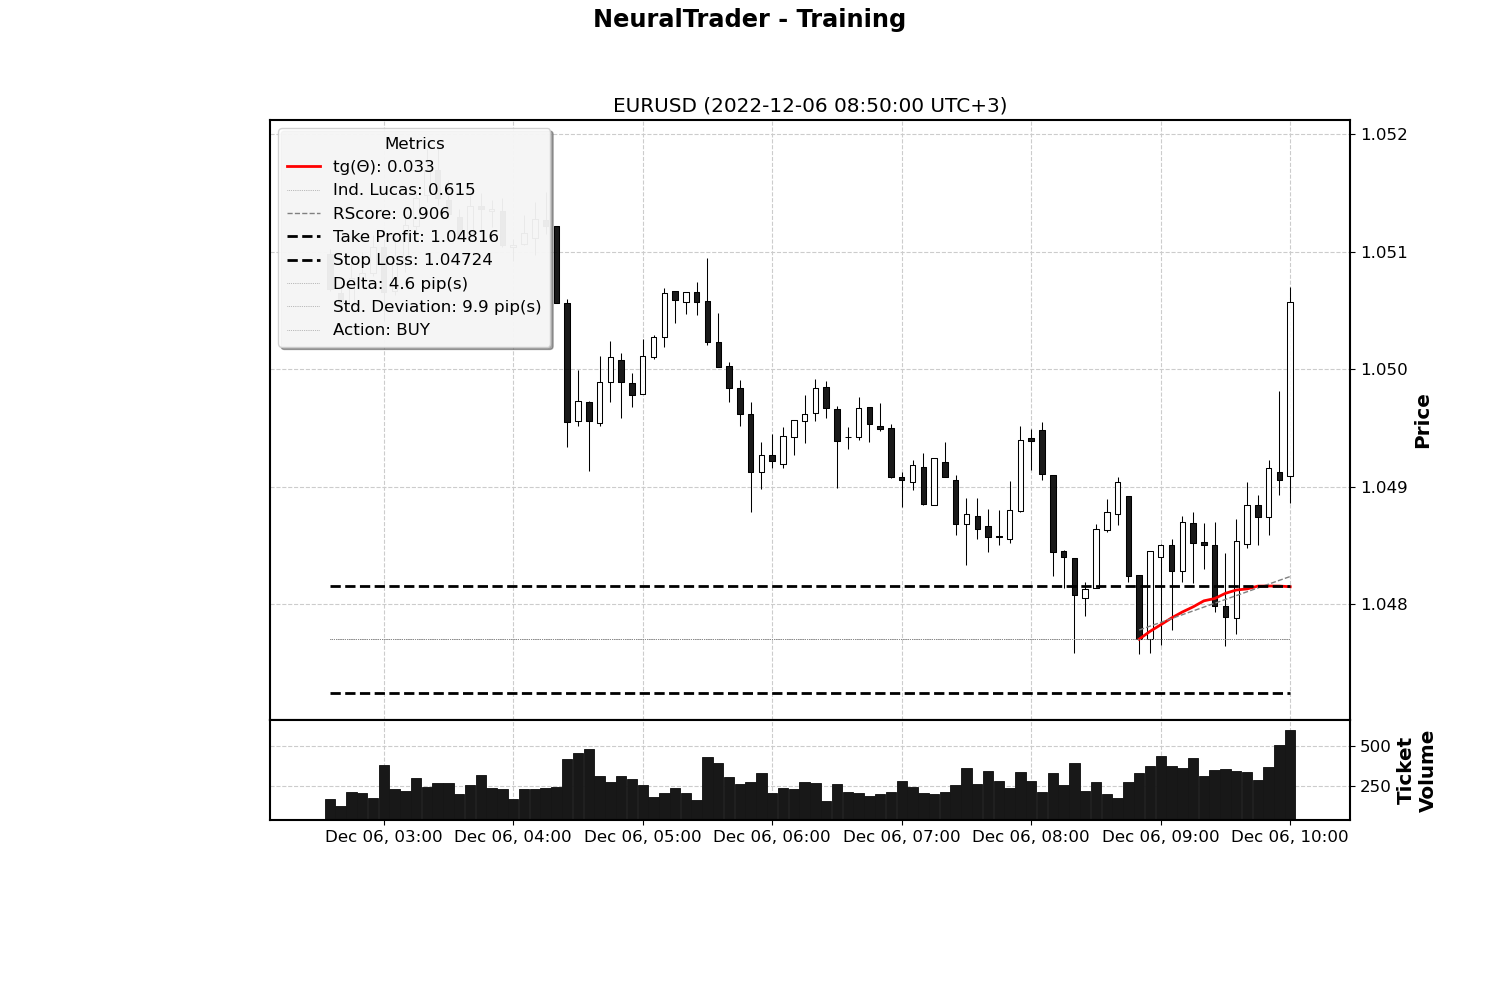 NeuralTrader - Training
EURUSD (2022-12-06 08:50:00 UTC+3)
Metrics
tg(Θ): 0.033
Ind. Lucas: 0.615
RScore: 0.906
Take Profit: 1.04816
Stop Loss: 1.04724
Delta: 4.6 pip(s)
Std. Deviation: 9.9 pip(s)
Action: BUY
1.052
1.051
1.050
1.049
1.048
Price
500
250
Ticket
Volume
Dec 06, 03:00 Dec 06, 04:00 Dec 06, 05:00 Dec 06, 06:00 Dec 06, 07:00 Dec 06, 08:00 Dec 06, 09:00 Dec 06, 10:00